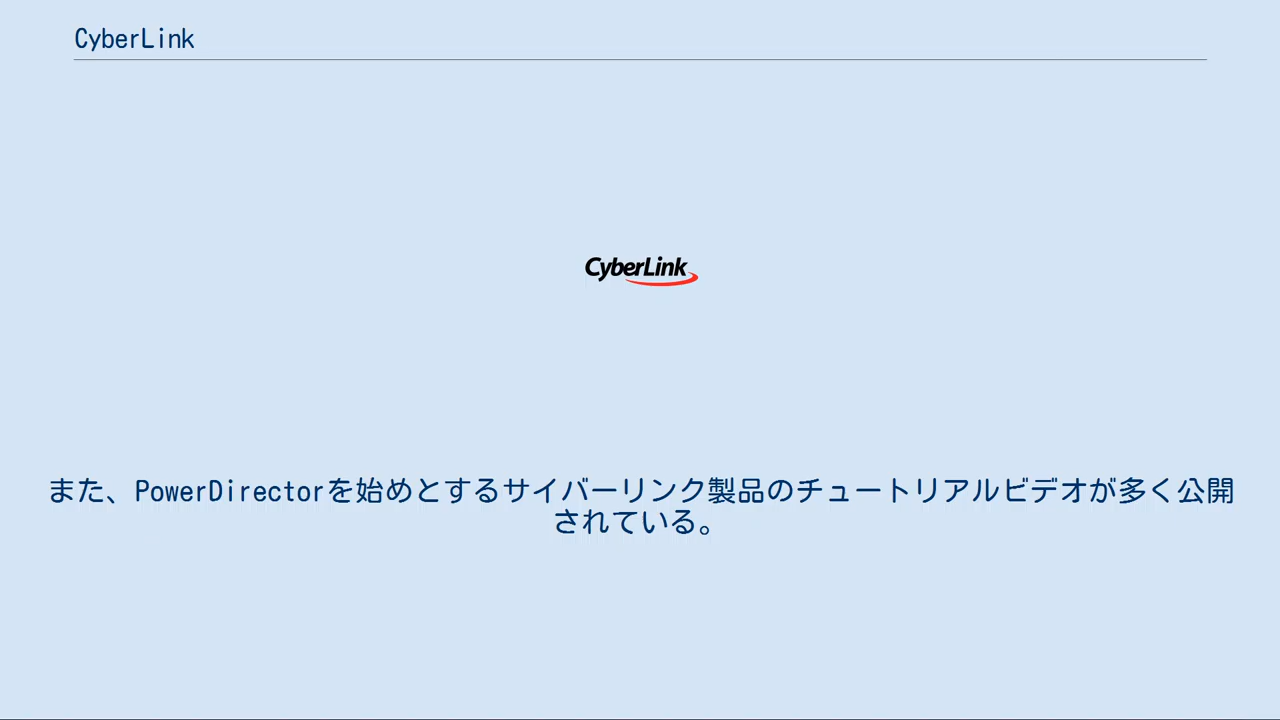 CyberLink
CyberLink
また、PowerDirectorを始めとするサイバーリンク製品のチュートリアルビデオが多く公開
されている。